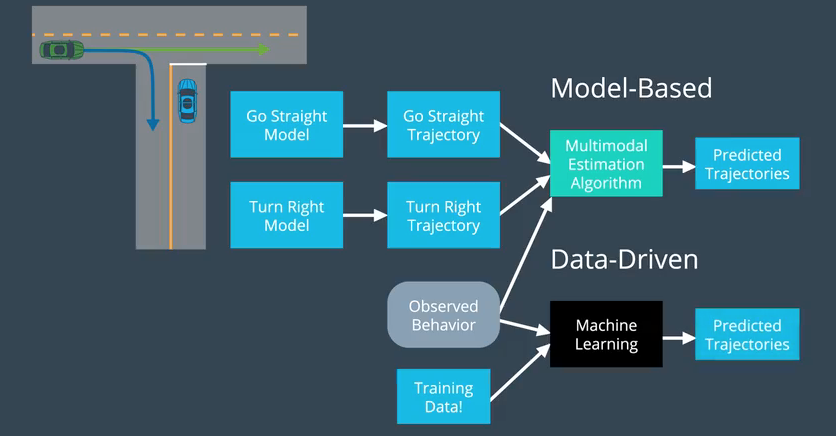 Model-Based
Go Straight
Model
Go Straight
Trajectory
Multimodal
Estimation
Algorithm
Predicted
Trajectories
Turn Right
Model
Turn Right
Trajectory
Data-Driven
Observed
Behavior
Machine
Learning
Predicted
Trajectories
Training
Data!